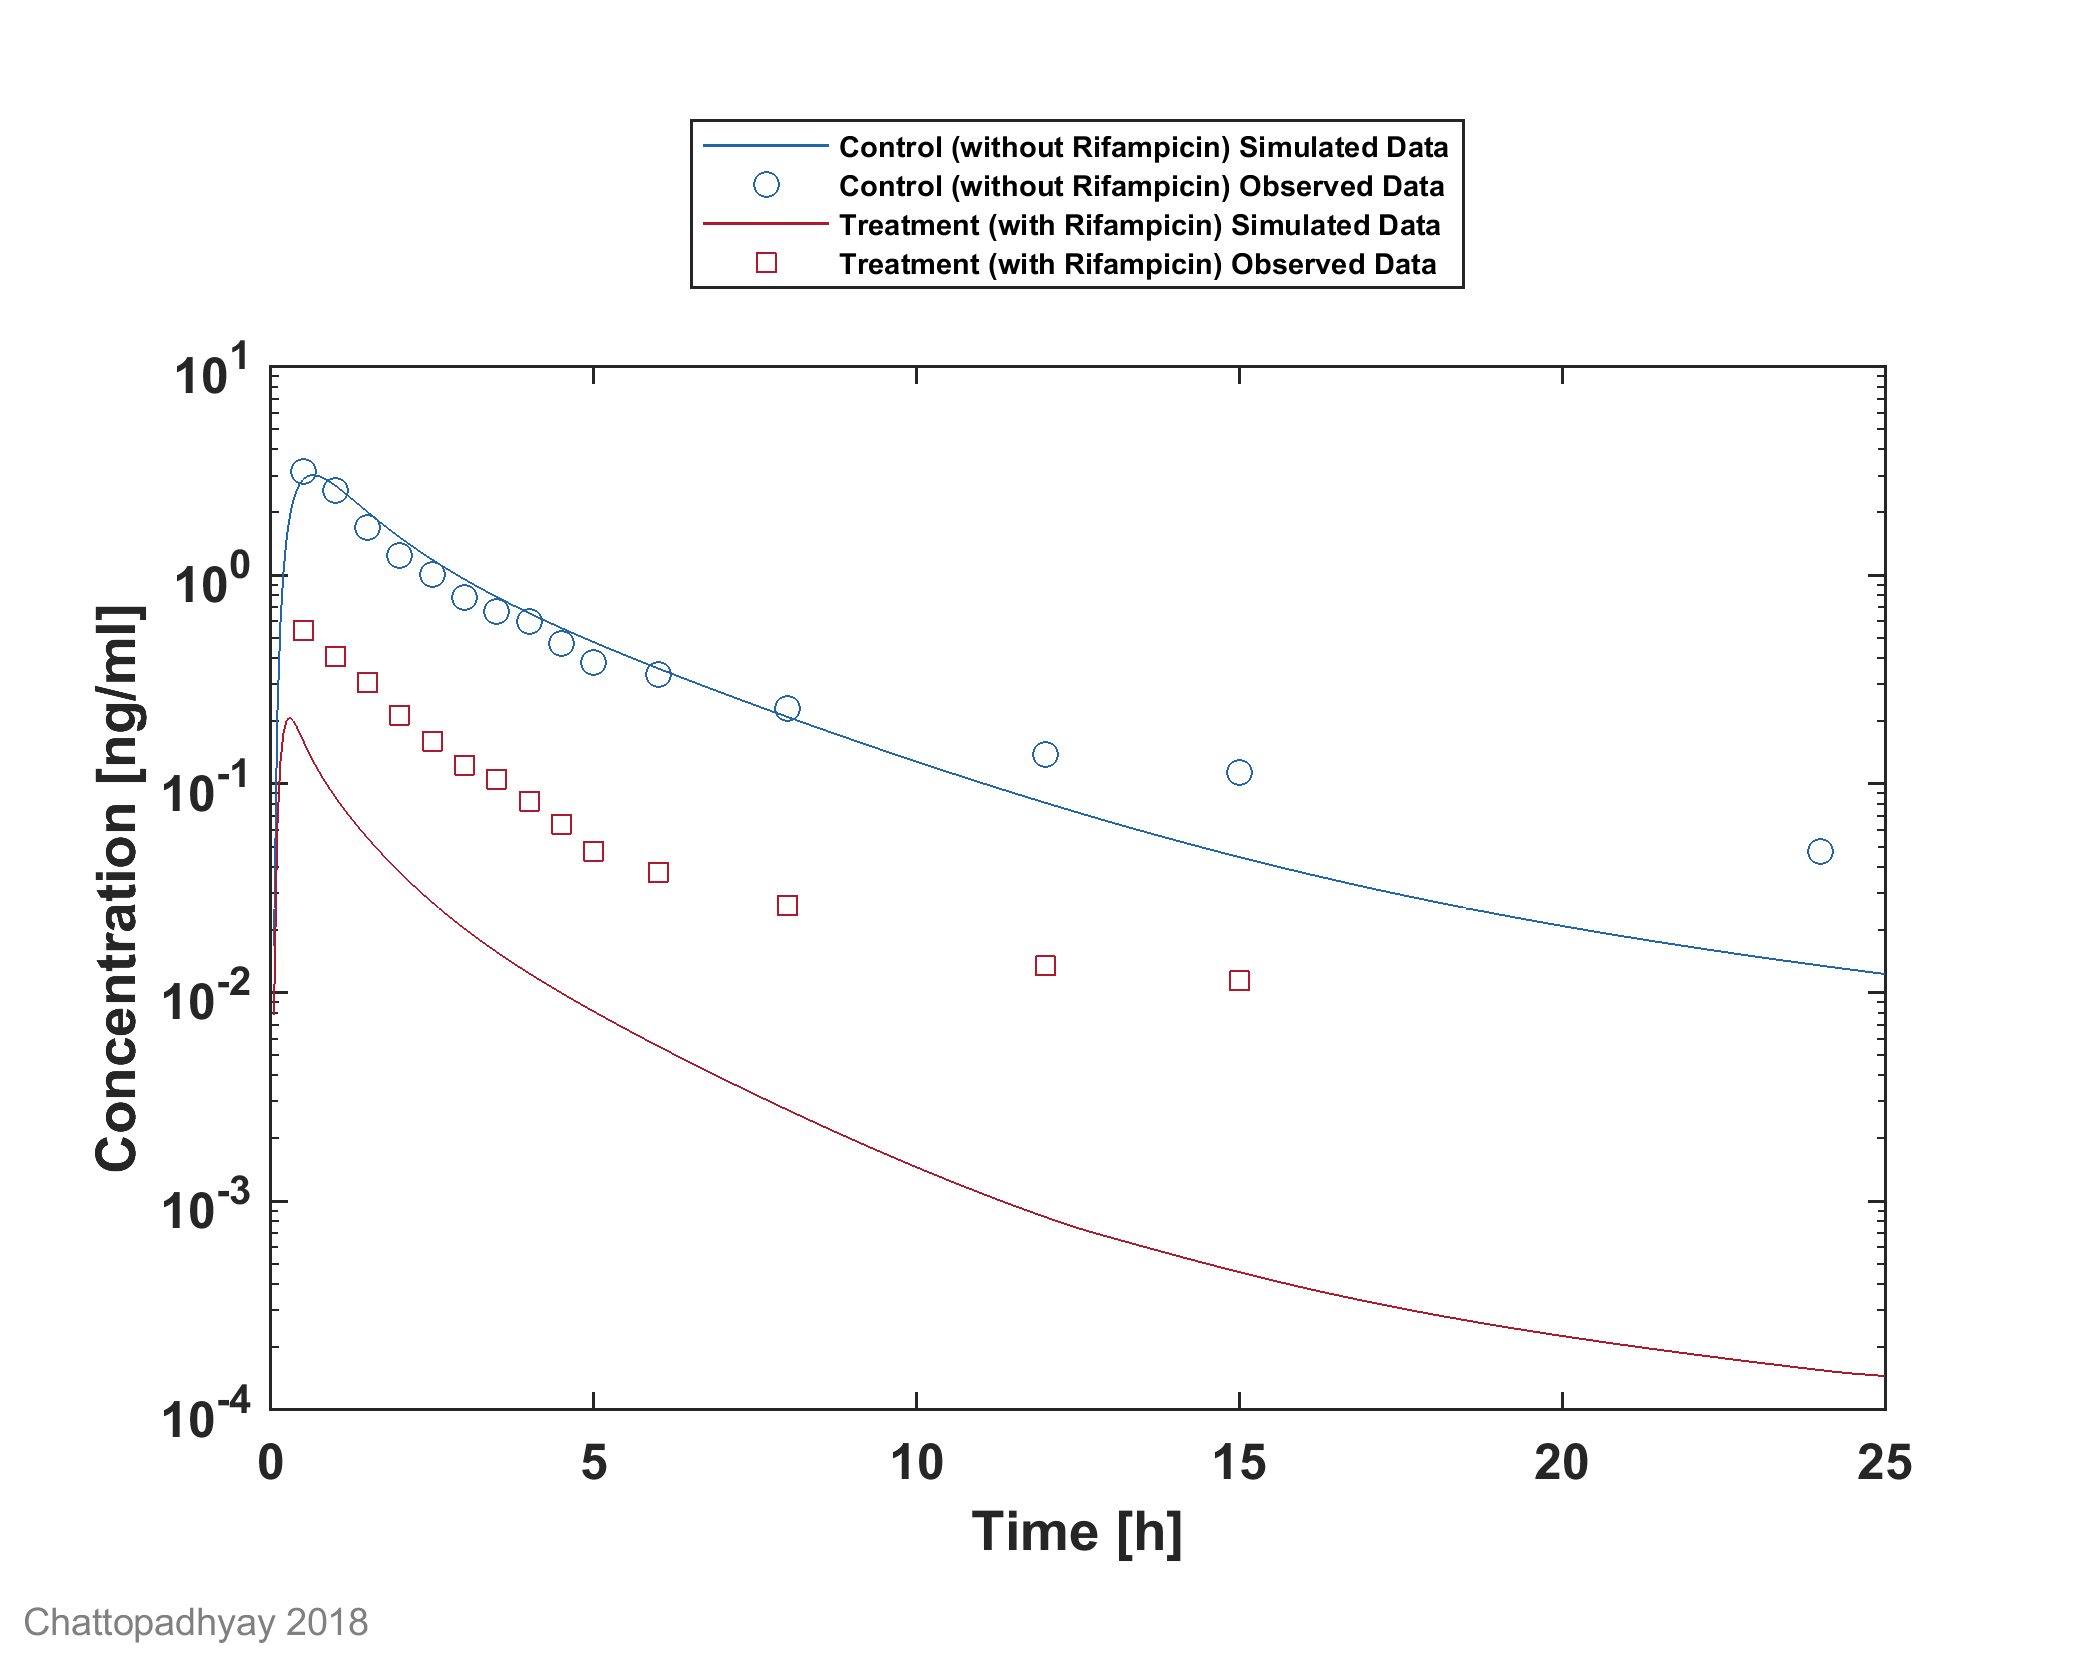 Control (without Rifampicin) Simulated Data
Control (without Rifampicin) Observed Data
Treatment (with Rifampicin) Simulated Data
Treatment (with Rifampicin) Observed Data
10^1
10^0
10^-1
10^-2
10^-3
10^-4
Concentration [ng/ml]
0 5 10 15 20 25
Time [h]
Chattopadhyay 2018